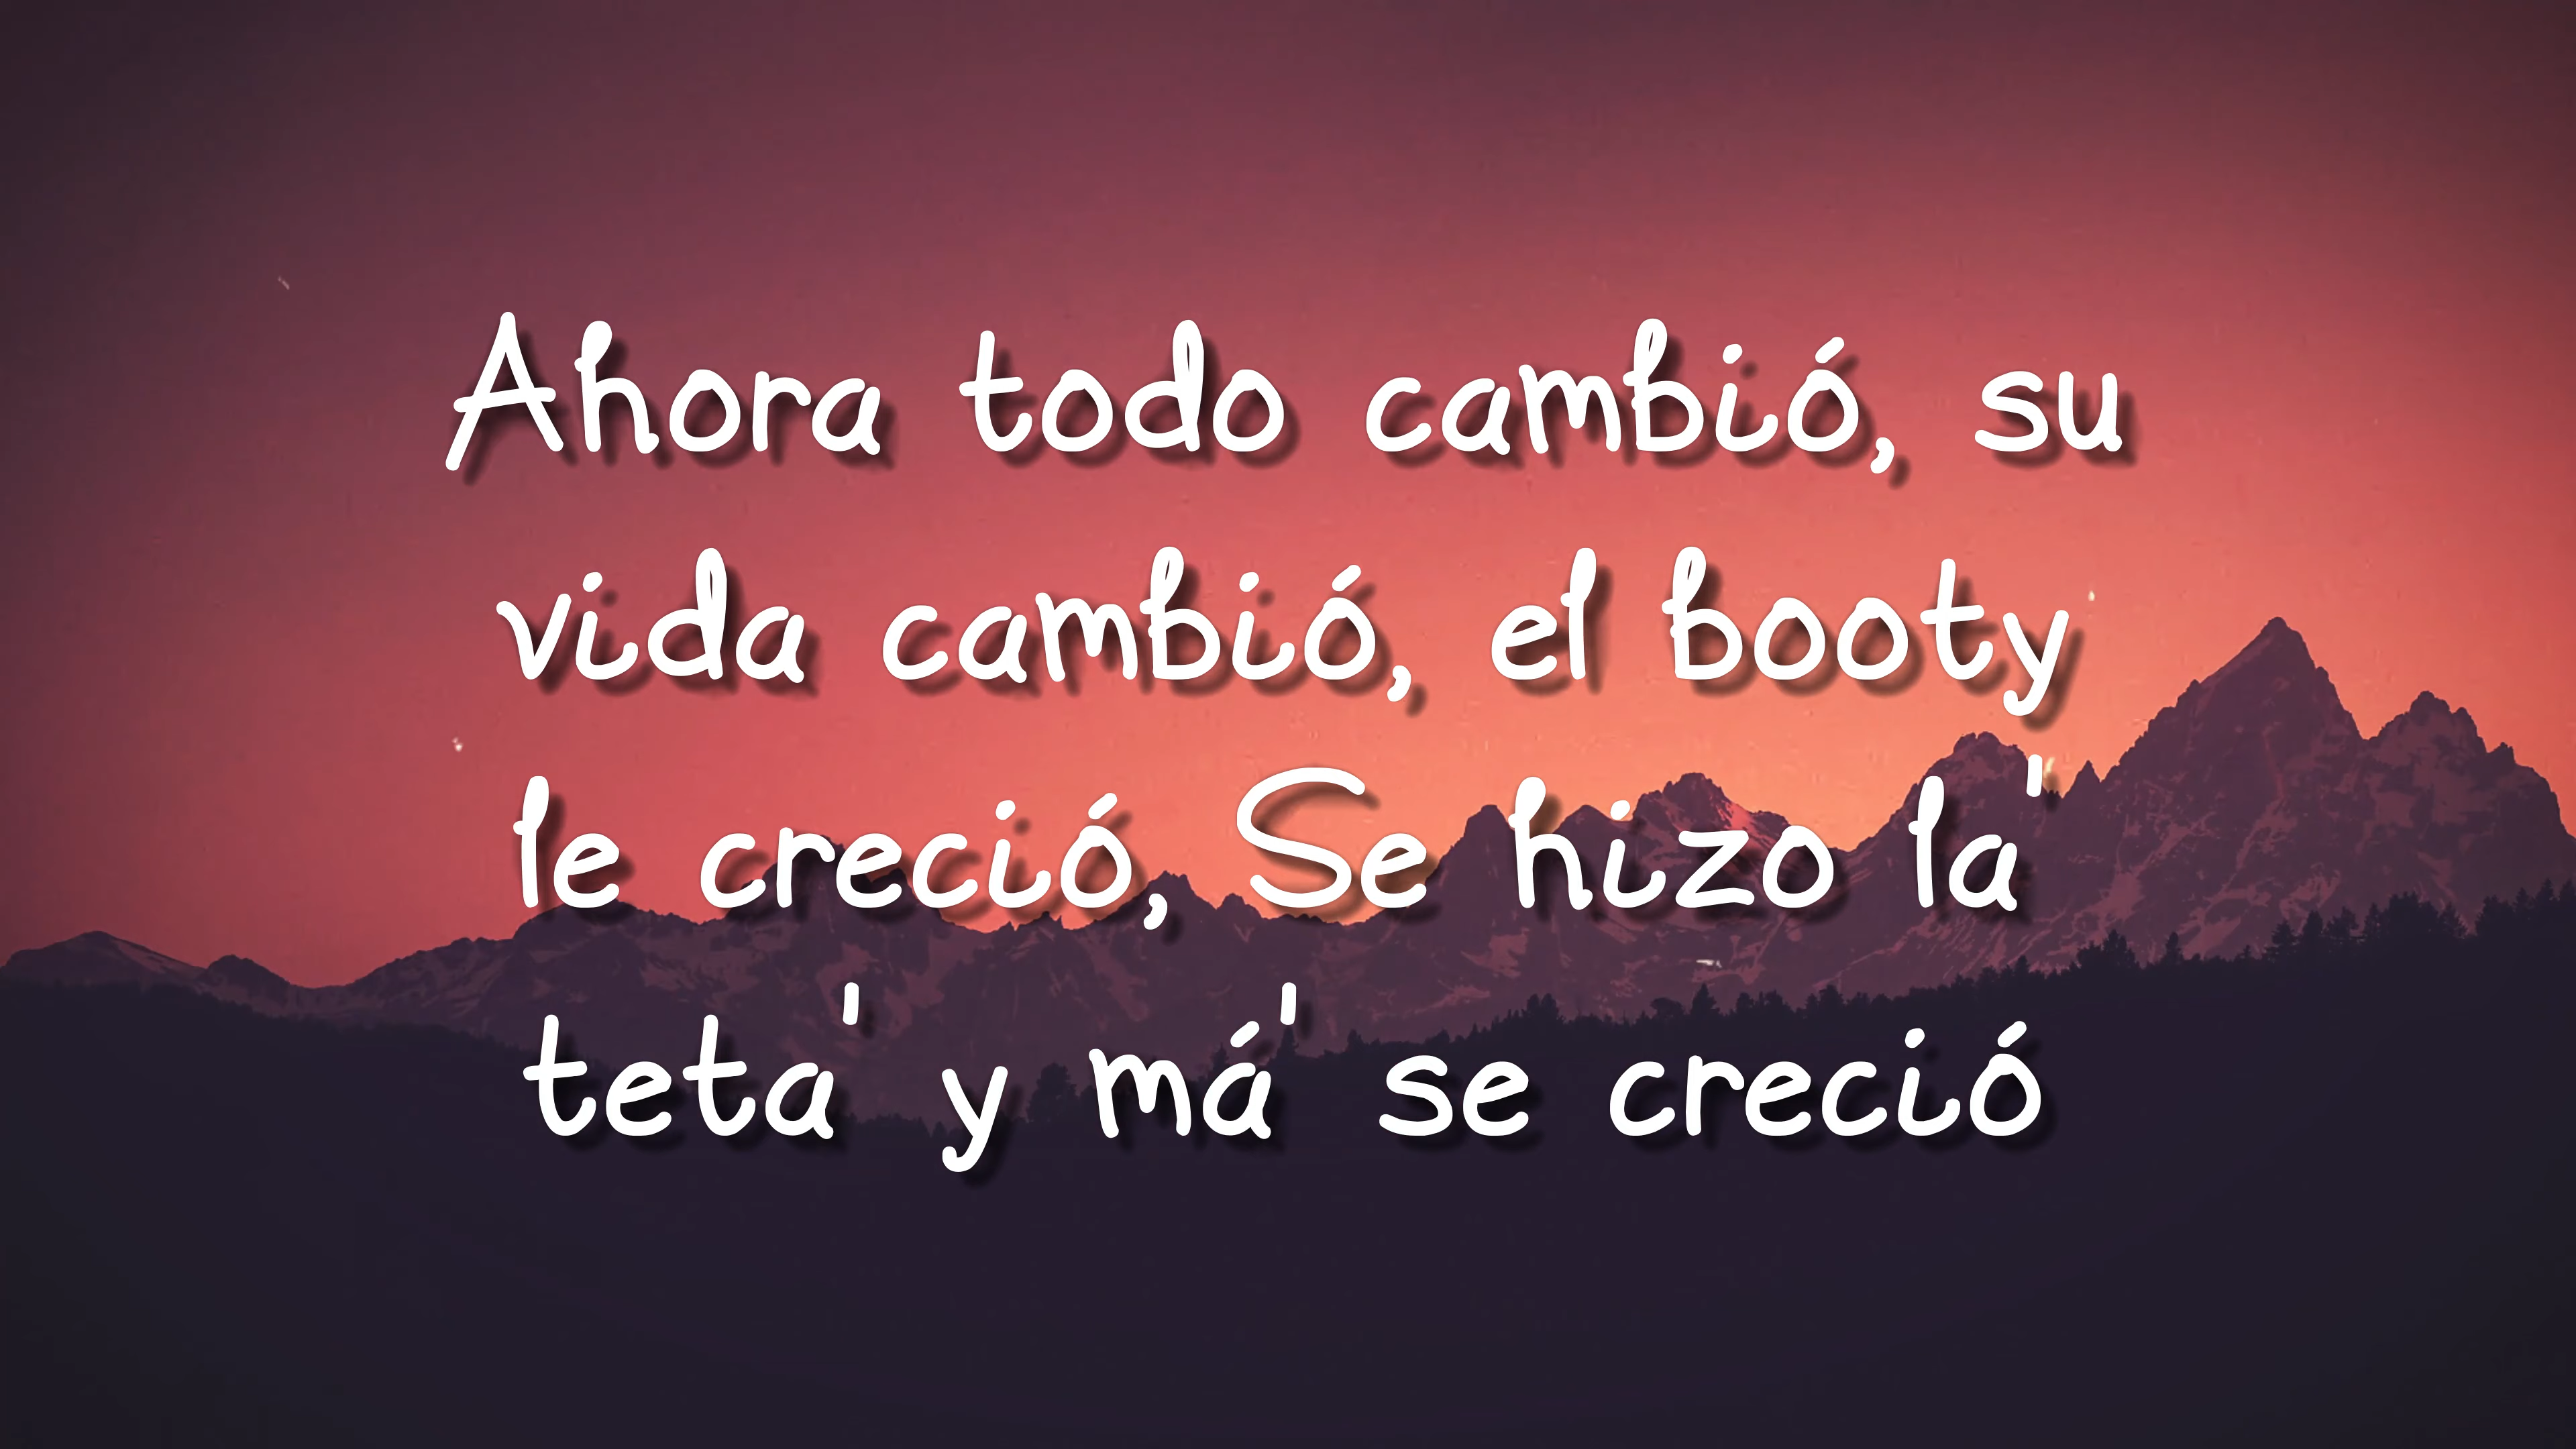 Ahora todo cambió, su
vida cambió, el booty
le creció, Se hizo la'
teta' y má' se creció